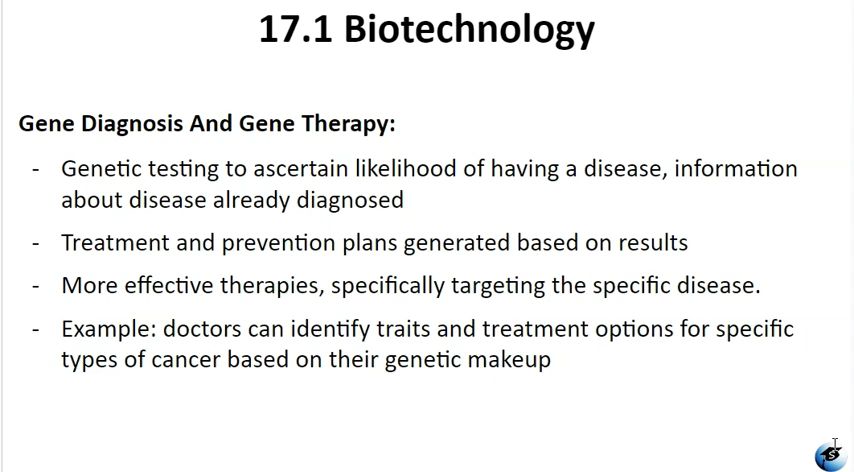 17.1 Biotechnology
Gene Diagnosis And Gene Therapy:
- Genetic testing to ascertain likelihood of having a disease, information
about disease already diagnosed
- Treatment and prevention plans generated based on results
- More effective therapies, specifically targeting the specific disease.
- Example: doctors can identify traits and treatment options for specific
types of cancer based on their genetic makeup
S